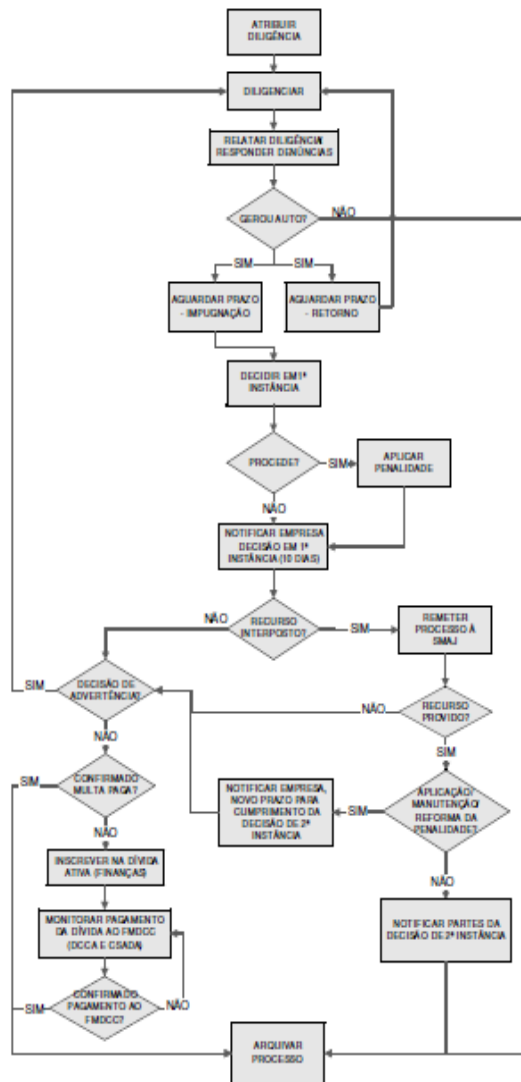 ATRIBUIR
DILIGÊNCIA
DILIGENCIAR
RELATAR DILIGÊNCIA/
RESPONDER DENÚNCIAS
GEROU AUTO?
NÃO
SIM
SIM
AGUARDAR PRAZO
- IMPUGNAÇÃO
AGUARDAR PRAZO
- RETORNO
DECIDIR EM 1ª
INSTÂNCIA
PROCEDE?
SIM
APLICAR
PENALIDADE
NÃO
NOTIFICAR EMPRESA
DECISÃO EM 1ª
INSTÂNCIA (10 DIAS)
NÃO
RECURSO
INTERPOSTO?
SIM
REMETER
PROCESSO À
SMAJ
SIM
DECISÃO DE
ADVERTÊNCIA?
NÃO
RECURSO
PROVIDO?
NÃO
SIM
SIM
CONFIRMADO
MULTA PAGA?
NOTIFICAR EMPRESA,
NOVO PRAZO PARA
CUMPRIMENTO DA
DECISÃO DE 2ª
INSTÂNCIA
SIM
APLICAÇÃO/
MANUTENÇÃO/
REFORMA DA
PENALIDADE?
NÃO
NÃO
INSCREVER NA DÍVIDA
ATIVA (FINANÇAS)
MONITORAR PAGAMENTO
DA DÍVIDA AO FMDCC
(DCCA E CSADA)
NOTIFICAR PARTES DA
DECISÃO DE 2ª INSTÂNCIA
SIM
CONFIRMADO
PAGAMENTO AO
FMDCC?
NÃO
ARQUIVAR
PROCESSO